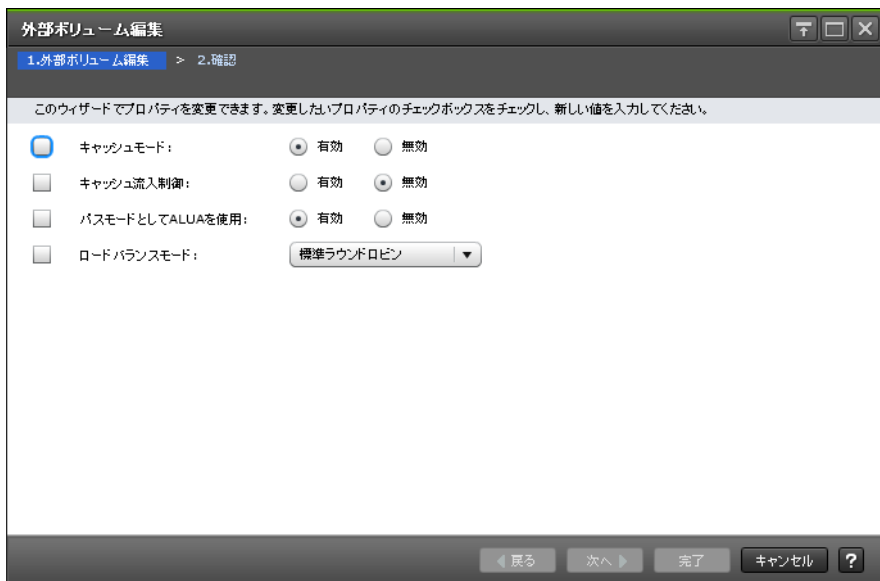 外部ボリューム編集
1.外部ボリューム編集 > 2.確認
このウィザードでプロパティを変更できます。変更したいプロパティのチェックボックスをチェックし、新しい値を入力してください。
キャッシュモード: 有効 無効
キャッシュ流入制御: 有効 無効
パスモードとしてALUAを使用: 有効 無効
ロードバランスモード: 標準ラウンドロビン
戻る 次へ 完了 キャンセル ?